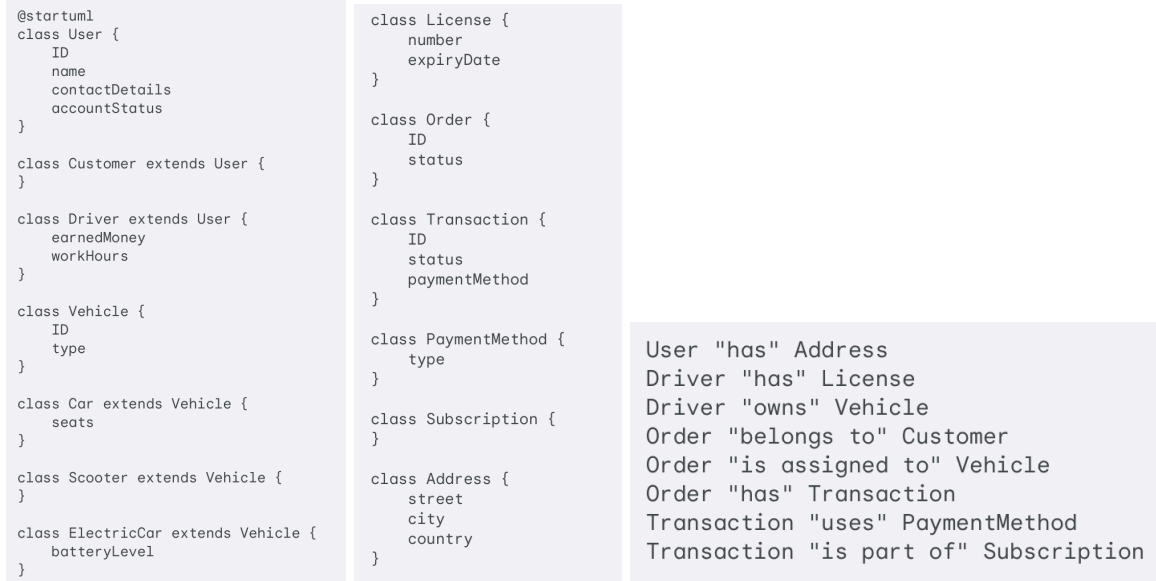 @startuml
class User {
    ID
    name
    contactDetails
    accountStatus
}
class Customer extends User {
}
class Driver extends User {
    earnedMoney
    workHours
}
class Vehicle {
    ID
    type
}
class Car extends Vehicle {
    seats
}
class Scooter extends Vehicle {
}
class ElectricCar extends Vehicle {
    batteryLevel
}
class License {
    number
    expiryDate
}
class Order {
    ID
    status
}
class Transaction {
    ID
    status
    paymentMethod
}
class PaymentMethod {
    type
}
class Subscription {
}
class Address {
    street
    city
    country
}
User "has" Address
Driver "has" License
Driver "owns" Vehicle
Order "belongs to" Customer
Order "is assigned to" Vehicle
Order "has" Transaction
Transaction "uses" PaymentMethod
Transaction "is part of" Subscription